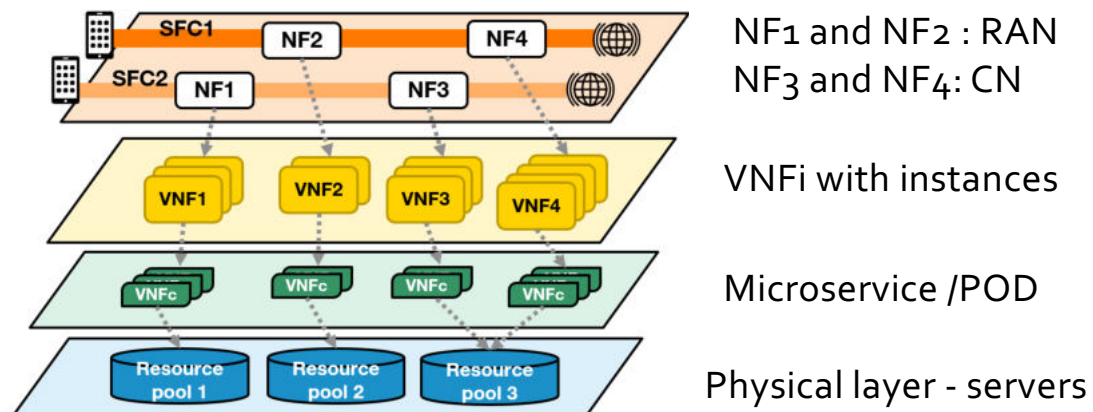 SFC1
NF2
NF4
NF1 and NF2 : RAN
SFC2
NF1
NF3
NF3 and NF4: CN
VNF1
VNF2
VNF3
VNF4
VNFi with instances
VNFc
VNFc
VNFc
VNFc
Microservice /POD
Resource
pool 1
Resource
pool 2
Resource
pool 3
Physical layer - servers